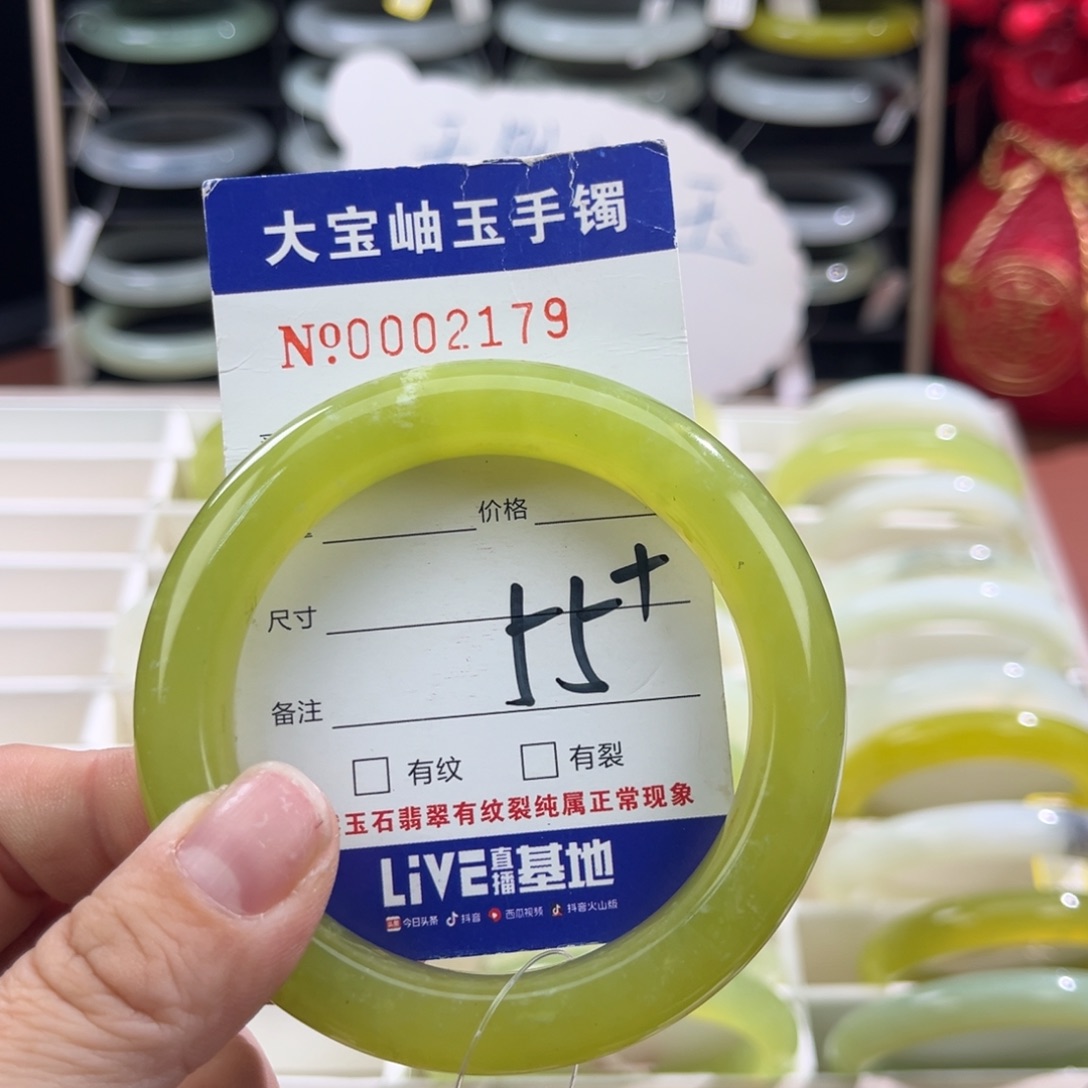 大宝岫玉手镯
Nº0002179
价格
尺寸 55+
备注
有纹 有裂
玉石翡翠有纹裂纯属正常现象
LiVE直播基地
今日头条 抖音 西瓜视频 抖音火山版